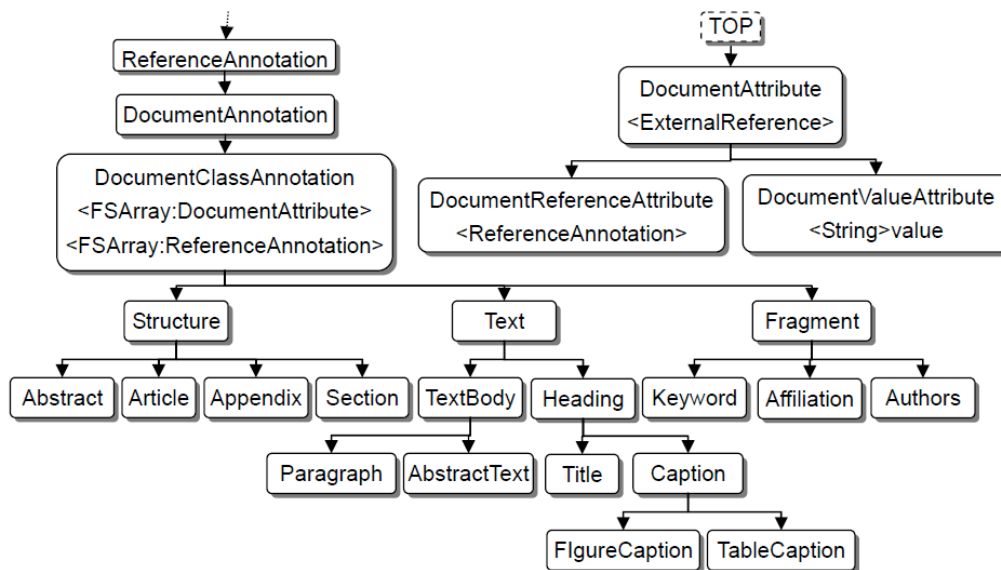 TOP
ReferenceAnnotation
DocumentAnnotation
DocumentAttribute
<ExternalReference>
DocumentClassAnnotation
<FSArray:DocumentAttribute>
<FSArray:ReferenceAnnotation>
DocumentReferenceAttribute
<ReferenceAnnotation>
DocumentValueAttribute
<String>value
Structure
Text
Fragment
Abstract
Article
Appendix
Section
TextBody
Heading
Keyword
Affiliation
Authors
Paragraph
AbstractText
Title
Caption
FIgureCaption
TableCaption